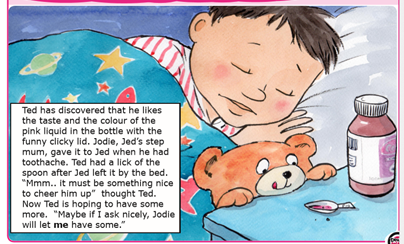 Ted has discovered that he likes
the taste and the colour of the
pink liquid in the bottle with the
funny clicky lid. Jodie, Jed’s step
mum, gave it to Jed when he had
toothache. Ted had a lick of the
spoon after Jed left it by the bed.
“Mmm.. it must be something nice
to cheer him up” thought Ted.
Now Ted is hoping to have some
more. “Maybe if I ask nicely, Jodie
will let me have some.”